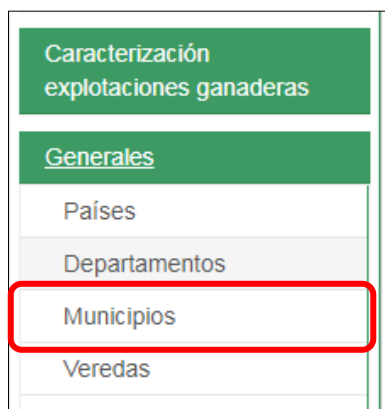 Caracterización
explotaciones ganaderas
Generales
Países
Departamentos
Municipios
Veredas